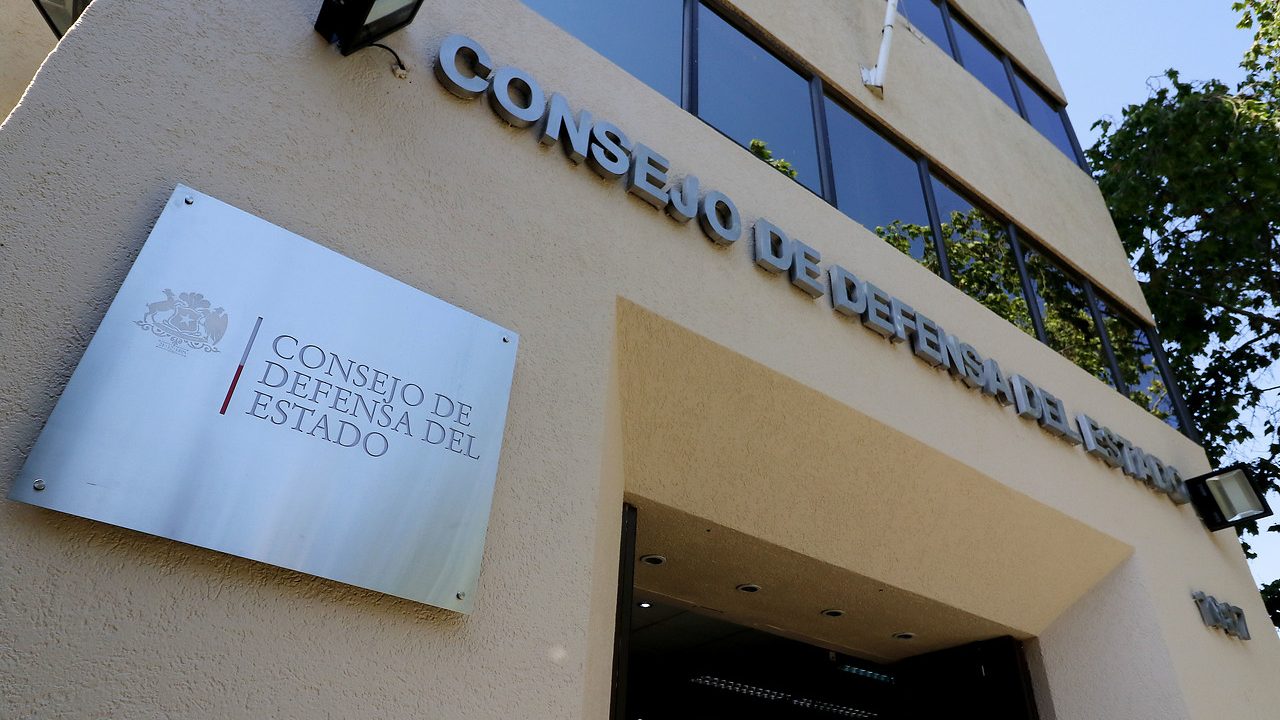 CONSEJO DE DEFENSA DEL ESTADO
CONSEJO DE
DEFENSA DEL
ESTADO